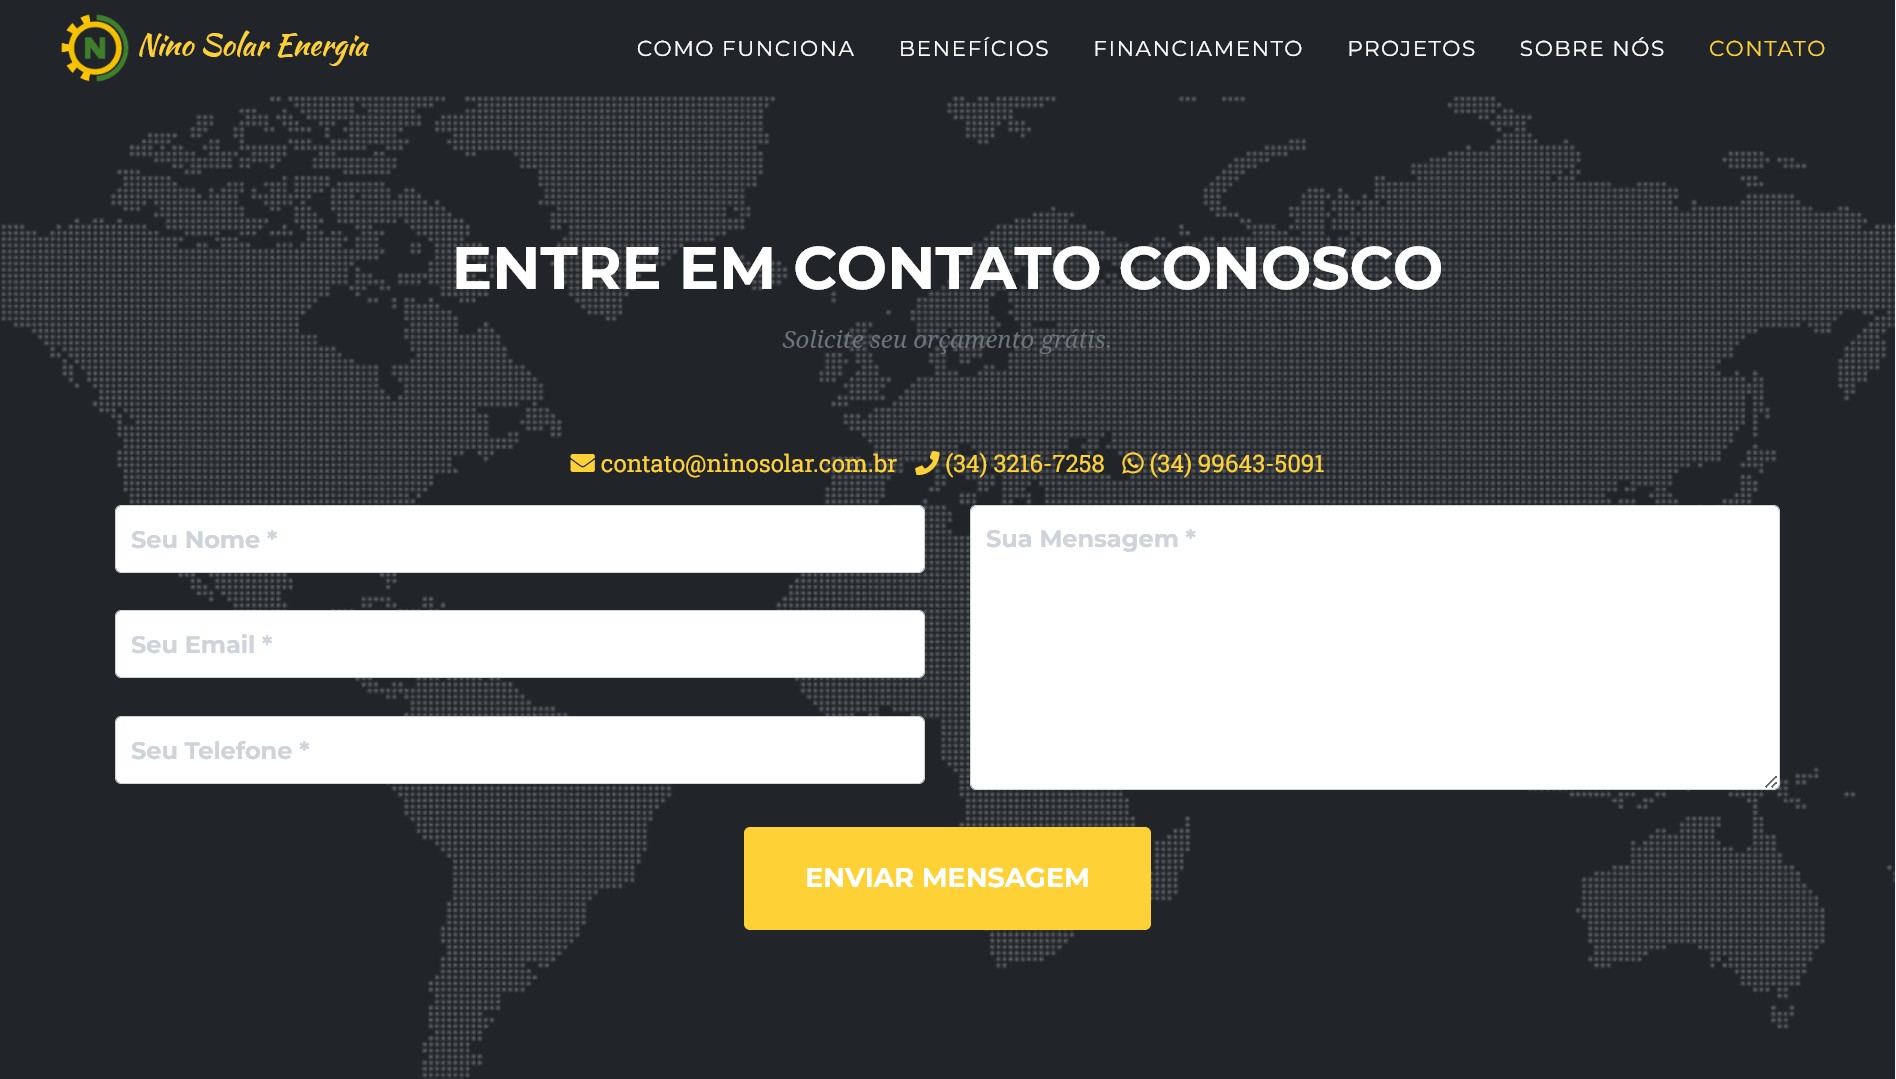 N
Nino Solar Energia
COMO FUNCIONA BENEFÍCIOS FINANCIAMENTO PROJETOS SOBRE NÓS CONTATO
ENTRE EM CONTATO CONOSCO
Solicite seu orçamento grátis.
contato@ninosolar.com.br (34) 3216-7258 (34) 99643-5091
Seu Nome *
Sua Mensagem *
Seu Email *
Seu Telefone *
ENVIAR MENSAGEM